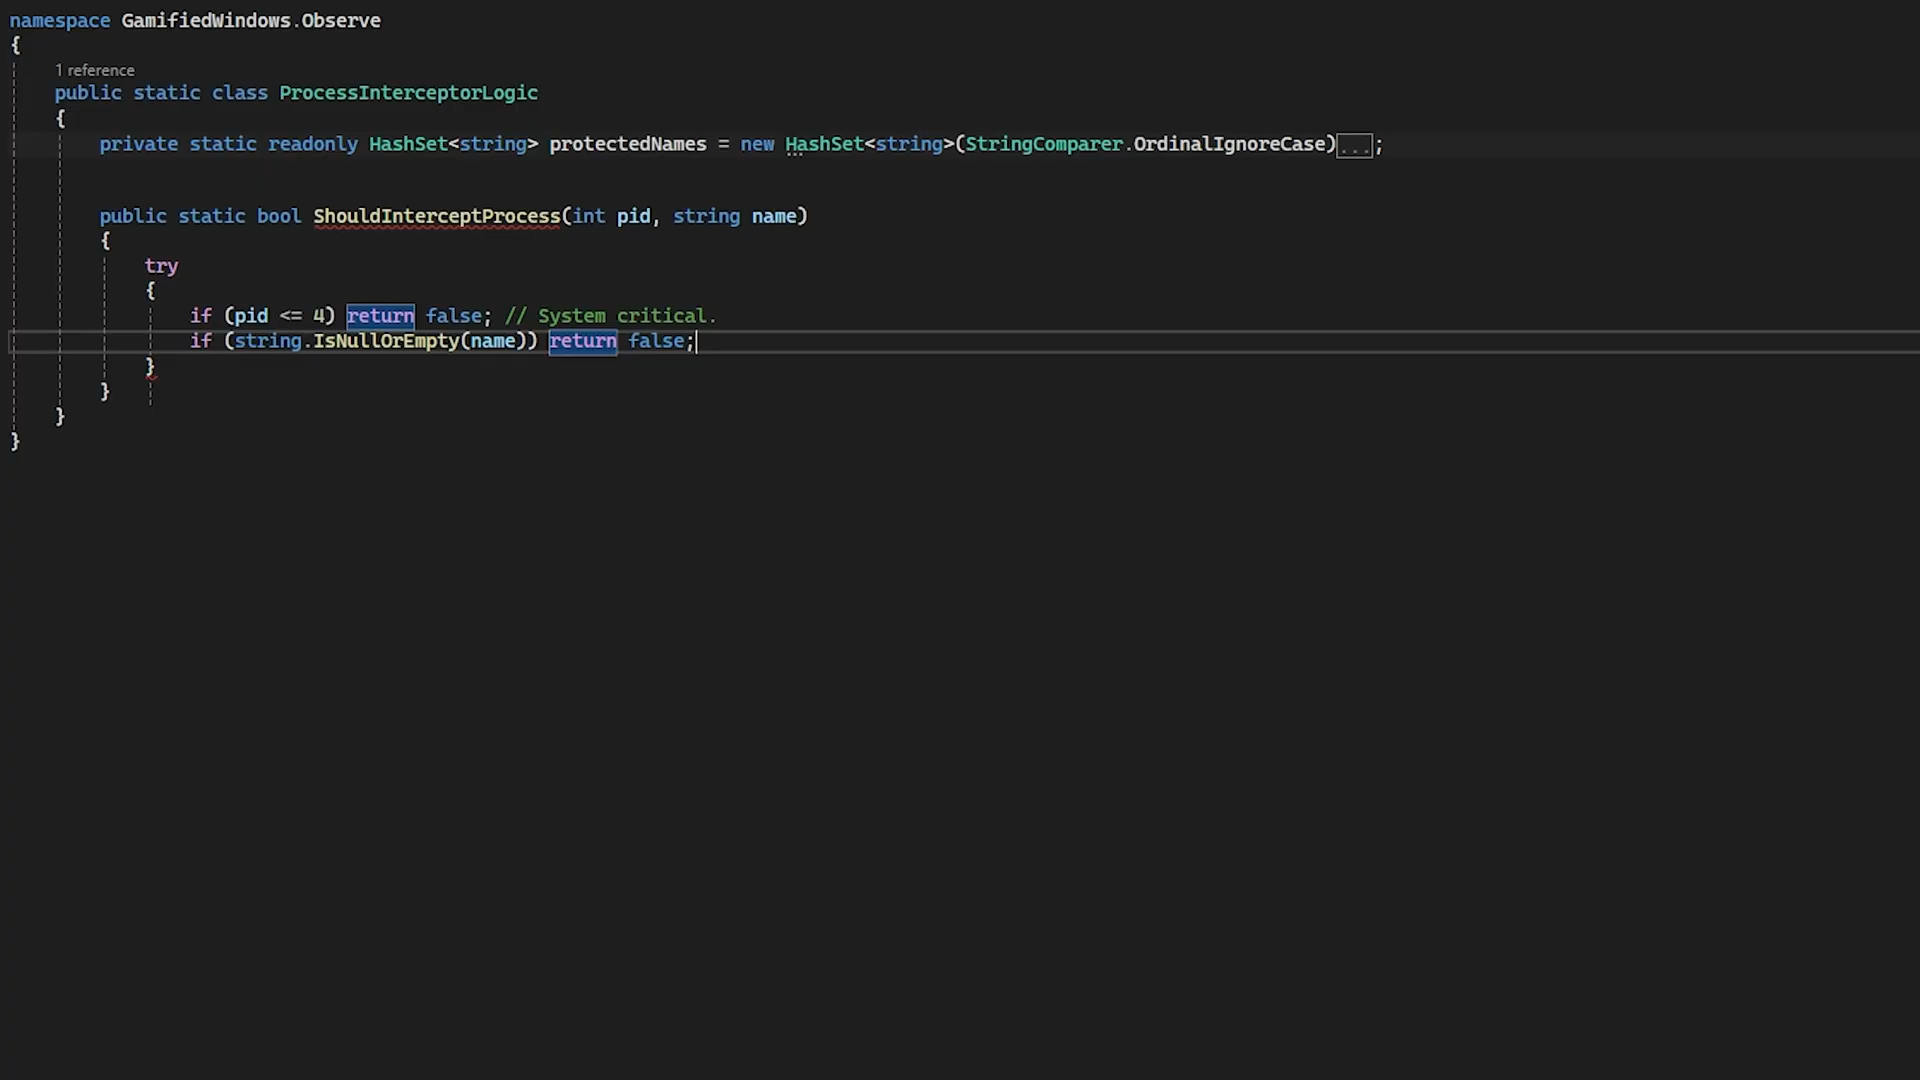 namespace GamifiedWindows.Observe
{
1 reference
public static class ProcessInterceptorLogic
{
private static readonly HashSet<string> protectedNames = new HashSet<string>(StringComparer.OrdinalIgnoreCase)...;
public static bool ShouldInterceptProcess(int pid, string name)
{
try
{
if (pid <= 4) return false; // System critical.
if (string.IsNullOrEmpty(name)) return false;
}
}
}
}